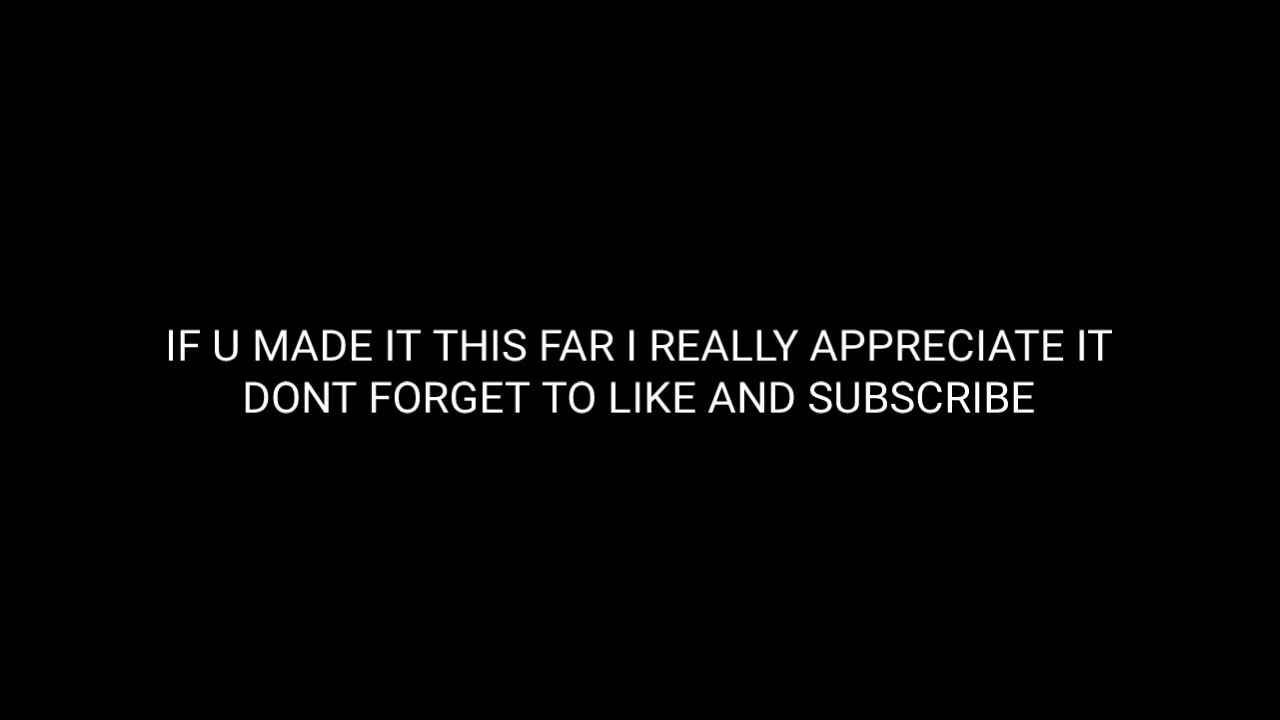 IF U MADE IT THIS FAR I REALLY APPRECIATE IT
DONT FORGET TO LIKE AND SUBSCRIBE